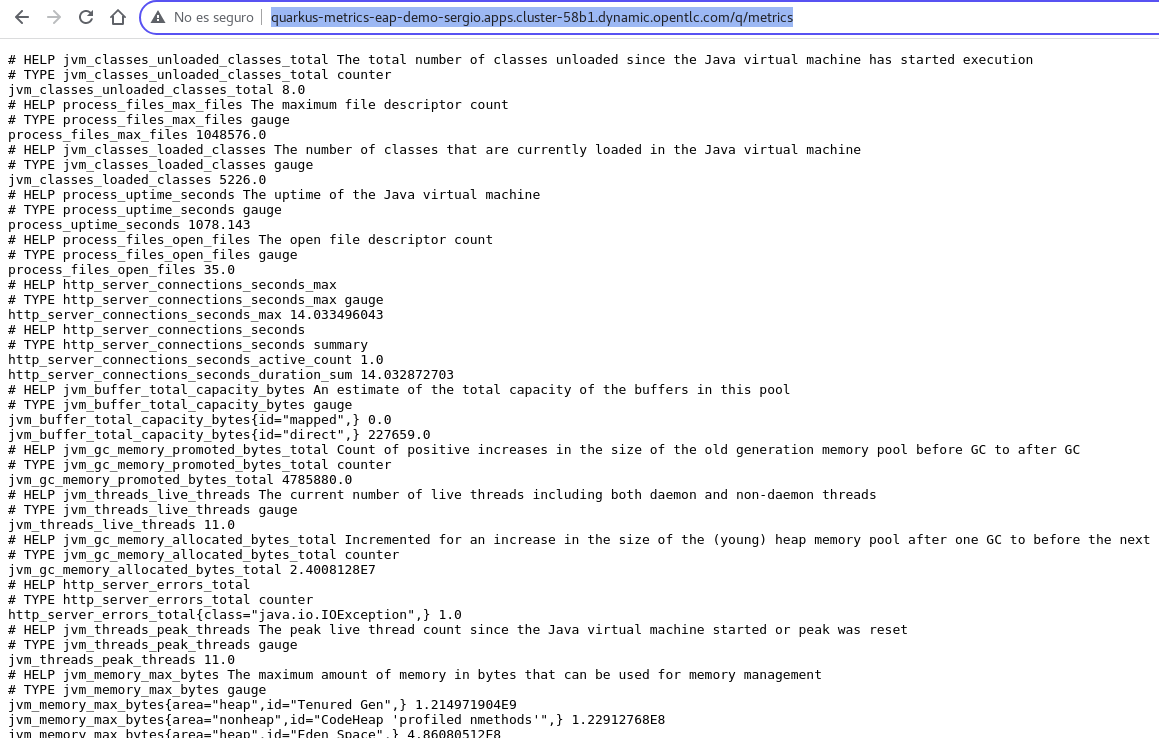 No es seguro quarkus-metrics-eap-demo-sergio.apps.cluster-58b1.dynamic.opentlc.com/q/metrics
# HELP jvm_classes_unloaded_classes_total The total number of classes unloaded since the Java virtual machine has started execution
# TYPE jvm_classes_unloaded_classes_total counter
jvm_classes_unloaded_classes_total 8.0
# HELP process_files_max_files The maximum file descriptor count
# TYPE process_files_max_files gauge
process_files_max_files 1048576.0
# HELP jvm_classes_loaded_classes The number of classes that are currently loaded in the Java virtual machine
# TYPE jvm_classes_loaded_classes gauge
jvm_classes_loaded_classes 5226.0
# HELP process_uptime_seconds The uptime of the Java virtual machine
# TYPE process_uptime_seconds gauge
process_uptime_seconds 1078.143
# HELP process_files_open_files The open file descriptor count
# TYPE process_files_open_files gauge
process_files_open_files 35.0
# HELP http_server_connections_seconds_max
# TYPE http_server_connections_seconds_max gauge
http_server_connections_seconds_max 14.033496043
# HELP http_server_connections_seconds
# TYPE http_server_connections_seconds summary
http_server_connections_seconds_active_count 1.0
http_server_connections_seconds_duration_sum 14.032872703
# HELP jvm_buffer_total_capacity_bytes An estimate of the total capacity of the buffers in this pool
# TYPE jvm_buffer_total_capacity_bytes gauge
jvm_buffer_total_capacity_bytes{id="mapped",} 0.0
jvm_buffer_total_capacity_bytes{id="direct",} 227659.0
# HELP jvm_gc_memory_promoted_bytes_total Count of positive increases in the size of the old generation memory pool before GC to after GC
# TYPE jvm_gc_memory_promoted_bytes_total counter
jvm_gc_memory_promoted_bytes_total 4785880.0
# HELP jvm_threads_live_threads The current number of live threads including both daemon and non-daemon threads
# TYPE jvm_threads_live_threads gauge
jvm_threads_live_threads 11.0
# HELP jvm_gc_memory_allocated_bytes_total Incremented for an increase in the size of the (young) heap memory pool after one GC to before the next
# TYPE jvm_gc_memory_allocated_bytes_total counter
jvm_gc_memory_allocated_bytes_total 2.4008128E7
# HELP http_server_errors_total
# TYPE http_server_errors_total counter
http_server_errors_total{class="java.io.IOException",} 1.0
# HELP jvm_threads_peak_threads The peak live thread count since the Java virtual machine started or peak was reset
# TYPE jvm_threads_peak_threads gauge
jvm_threads_peak_threads 11.0
# HELP jvm_memory_max_bytes The maximum amount of memory in bytes that can be used for memory management
# TYPE jvm_memory_max_bytes gauge
jvm_memory_max_bytes{area="heap",id="Tenured Gen",} 1.214971904E9
jvm_memory_max_bytes{area="nonheap",id="CodeHeap 'profiled nmethods'",} 1.22912768E8
jvm_memory_max_bytes{area="heap",id="Eden Space",} 4.86080512E8